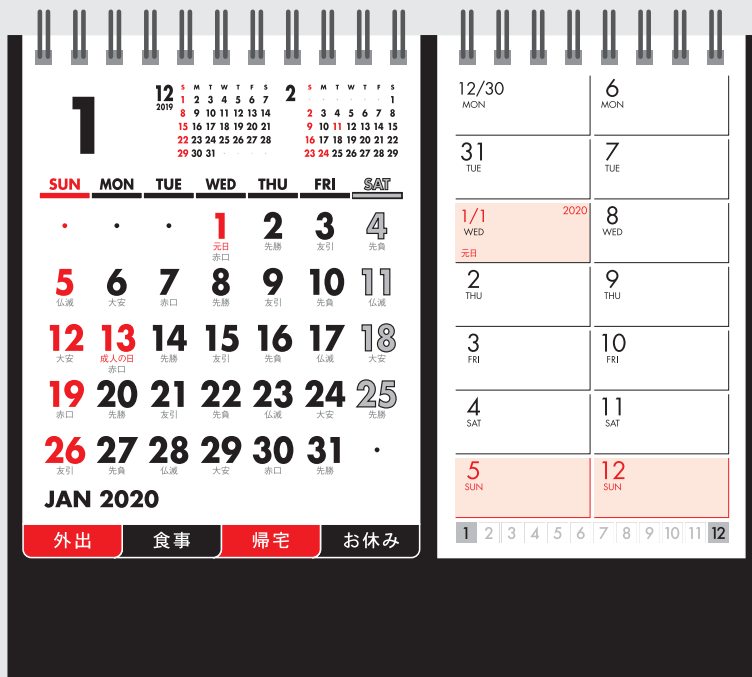 1
12 2019
S M T W T F S
1 2 3 4 5 6 7
8 9 10 11 12 13 14
15 16 17 18 19 20 21
22 23 24 25 26 27 28
29 30 31
2
S M T W T F S
1
2 3 4 5 6 7 8
9 10 11 12 13 14 15
16 17 18 19 20 21 22
23 24 25 26 27 28 29
SUN MON TUE WED THU FRI SAT
1 2 3 4
元日
赤口 先勝 友引 先負
5 6 7 8 9 10 11
仏滅 大安 赤口 先勝 友引 先負 仏滅
12 13 14 15 16 17 18
大安 成人の日 先勝 友引 先負 仏滅 大安
赤口
19 20 21 22 23 24 25
赤口 先勝 友引 先負 仏滅 大安 先勝
26 27 28 29 30 31
友引 先負 仏滅 大安 赤口 先勝
JAN 2020
外出 食事 帰宅 お休み
12/30
MON
31
TUE
1/1 2020
WED
元日
2
THU
3
FRI
4
SAT
5
SUN
6
MON
7
TUE
8
WED
9
THU
10
FRI
11
SAT
12
SUN
1 2 3 4 5 6 7 8 9 10 11 12